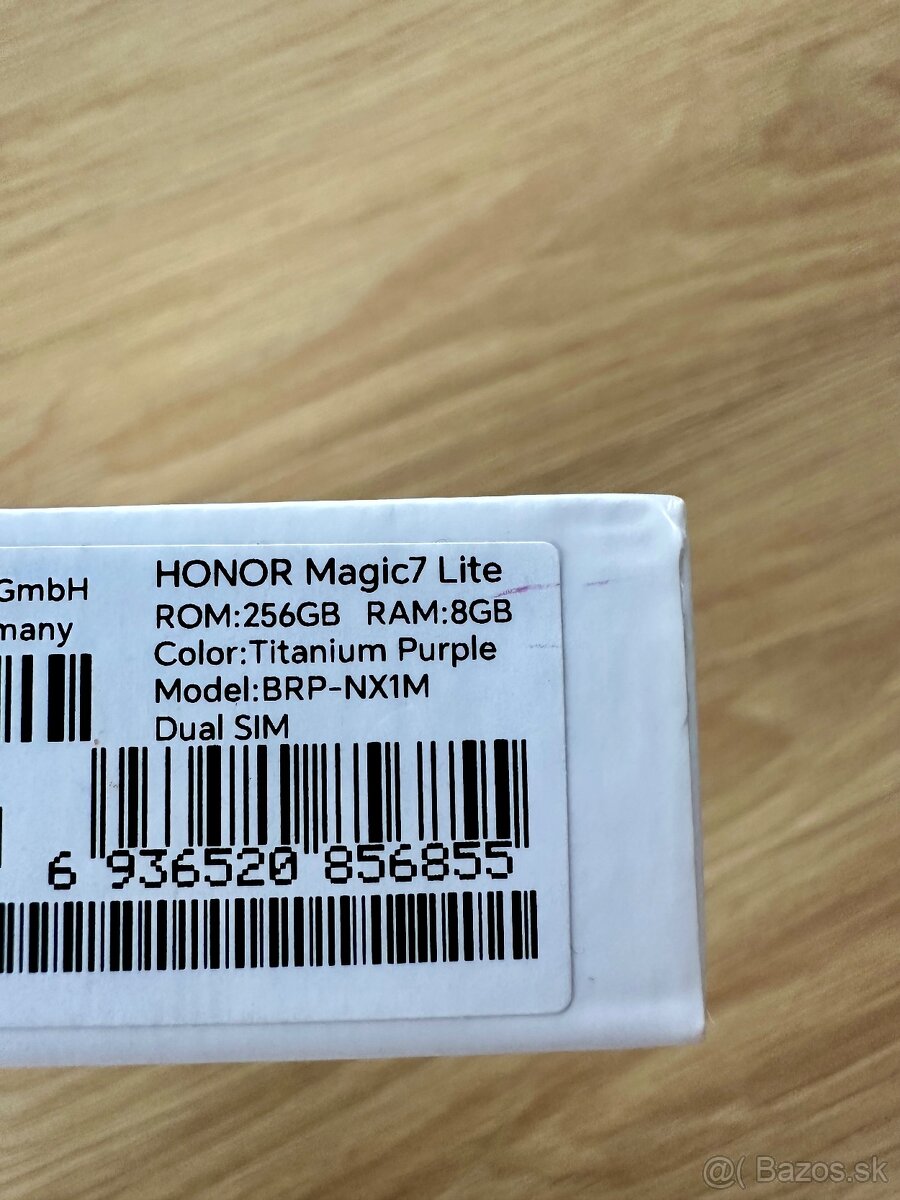 GmbH
many
HONOR Magic7 Lite
ROM:256GB RAM:8GB
Color:Titanium Purple
Model:BRP-NX1M
Dual SIM
6 936520 856855
@( Bazos.sk